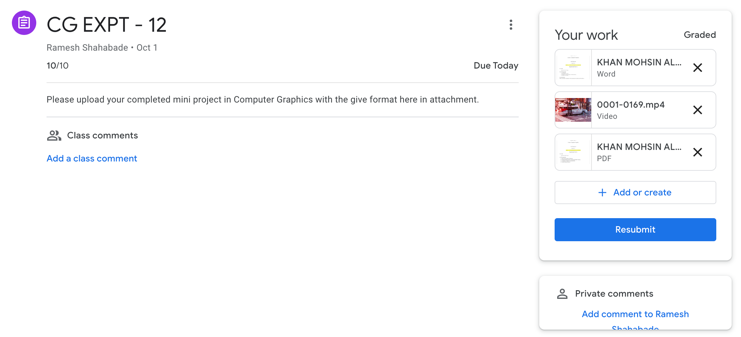 CG EXPT - 12
Ramesh Shahabade • Oct 1
10/10
Due Today
Please upload your completed mini project in Computer Graphics with the give format here in attachment.
Class comments
Add a class comment
Your work
Graded
KHAN MOHSIN AL...
Word
0001-0169.mp4
Video
KHAN MOHSIN AL...
PDF
+ Add or create
Resubmit
Private comments
Add comment to Ramesh
Shahabade